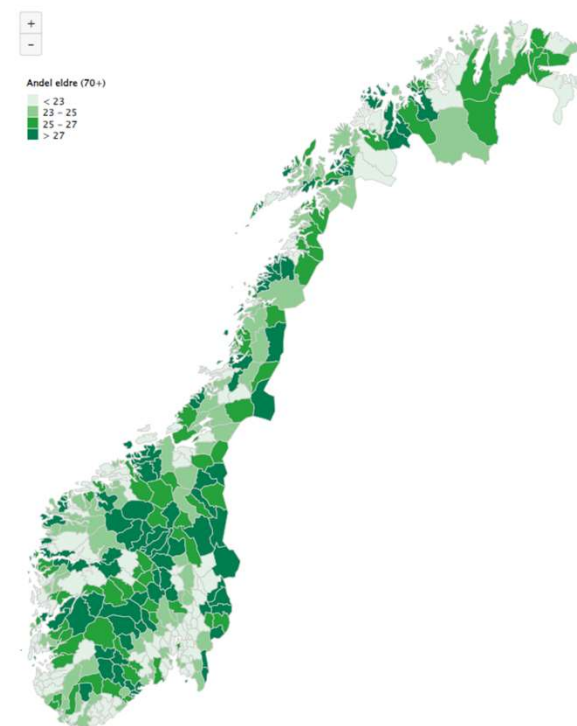 +
−
Andel eldre (70+)
< 23
23 – 25
25 – 27
> 27